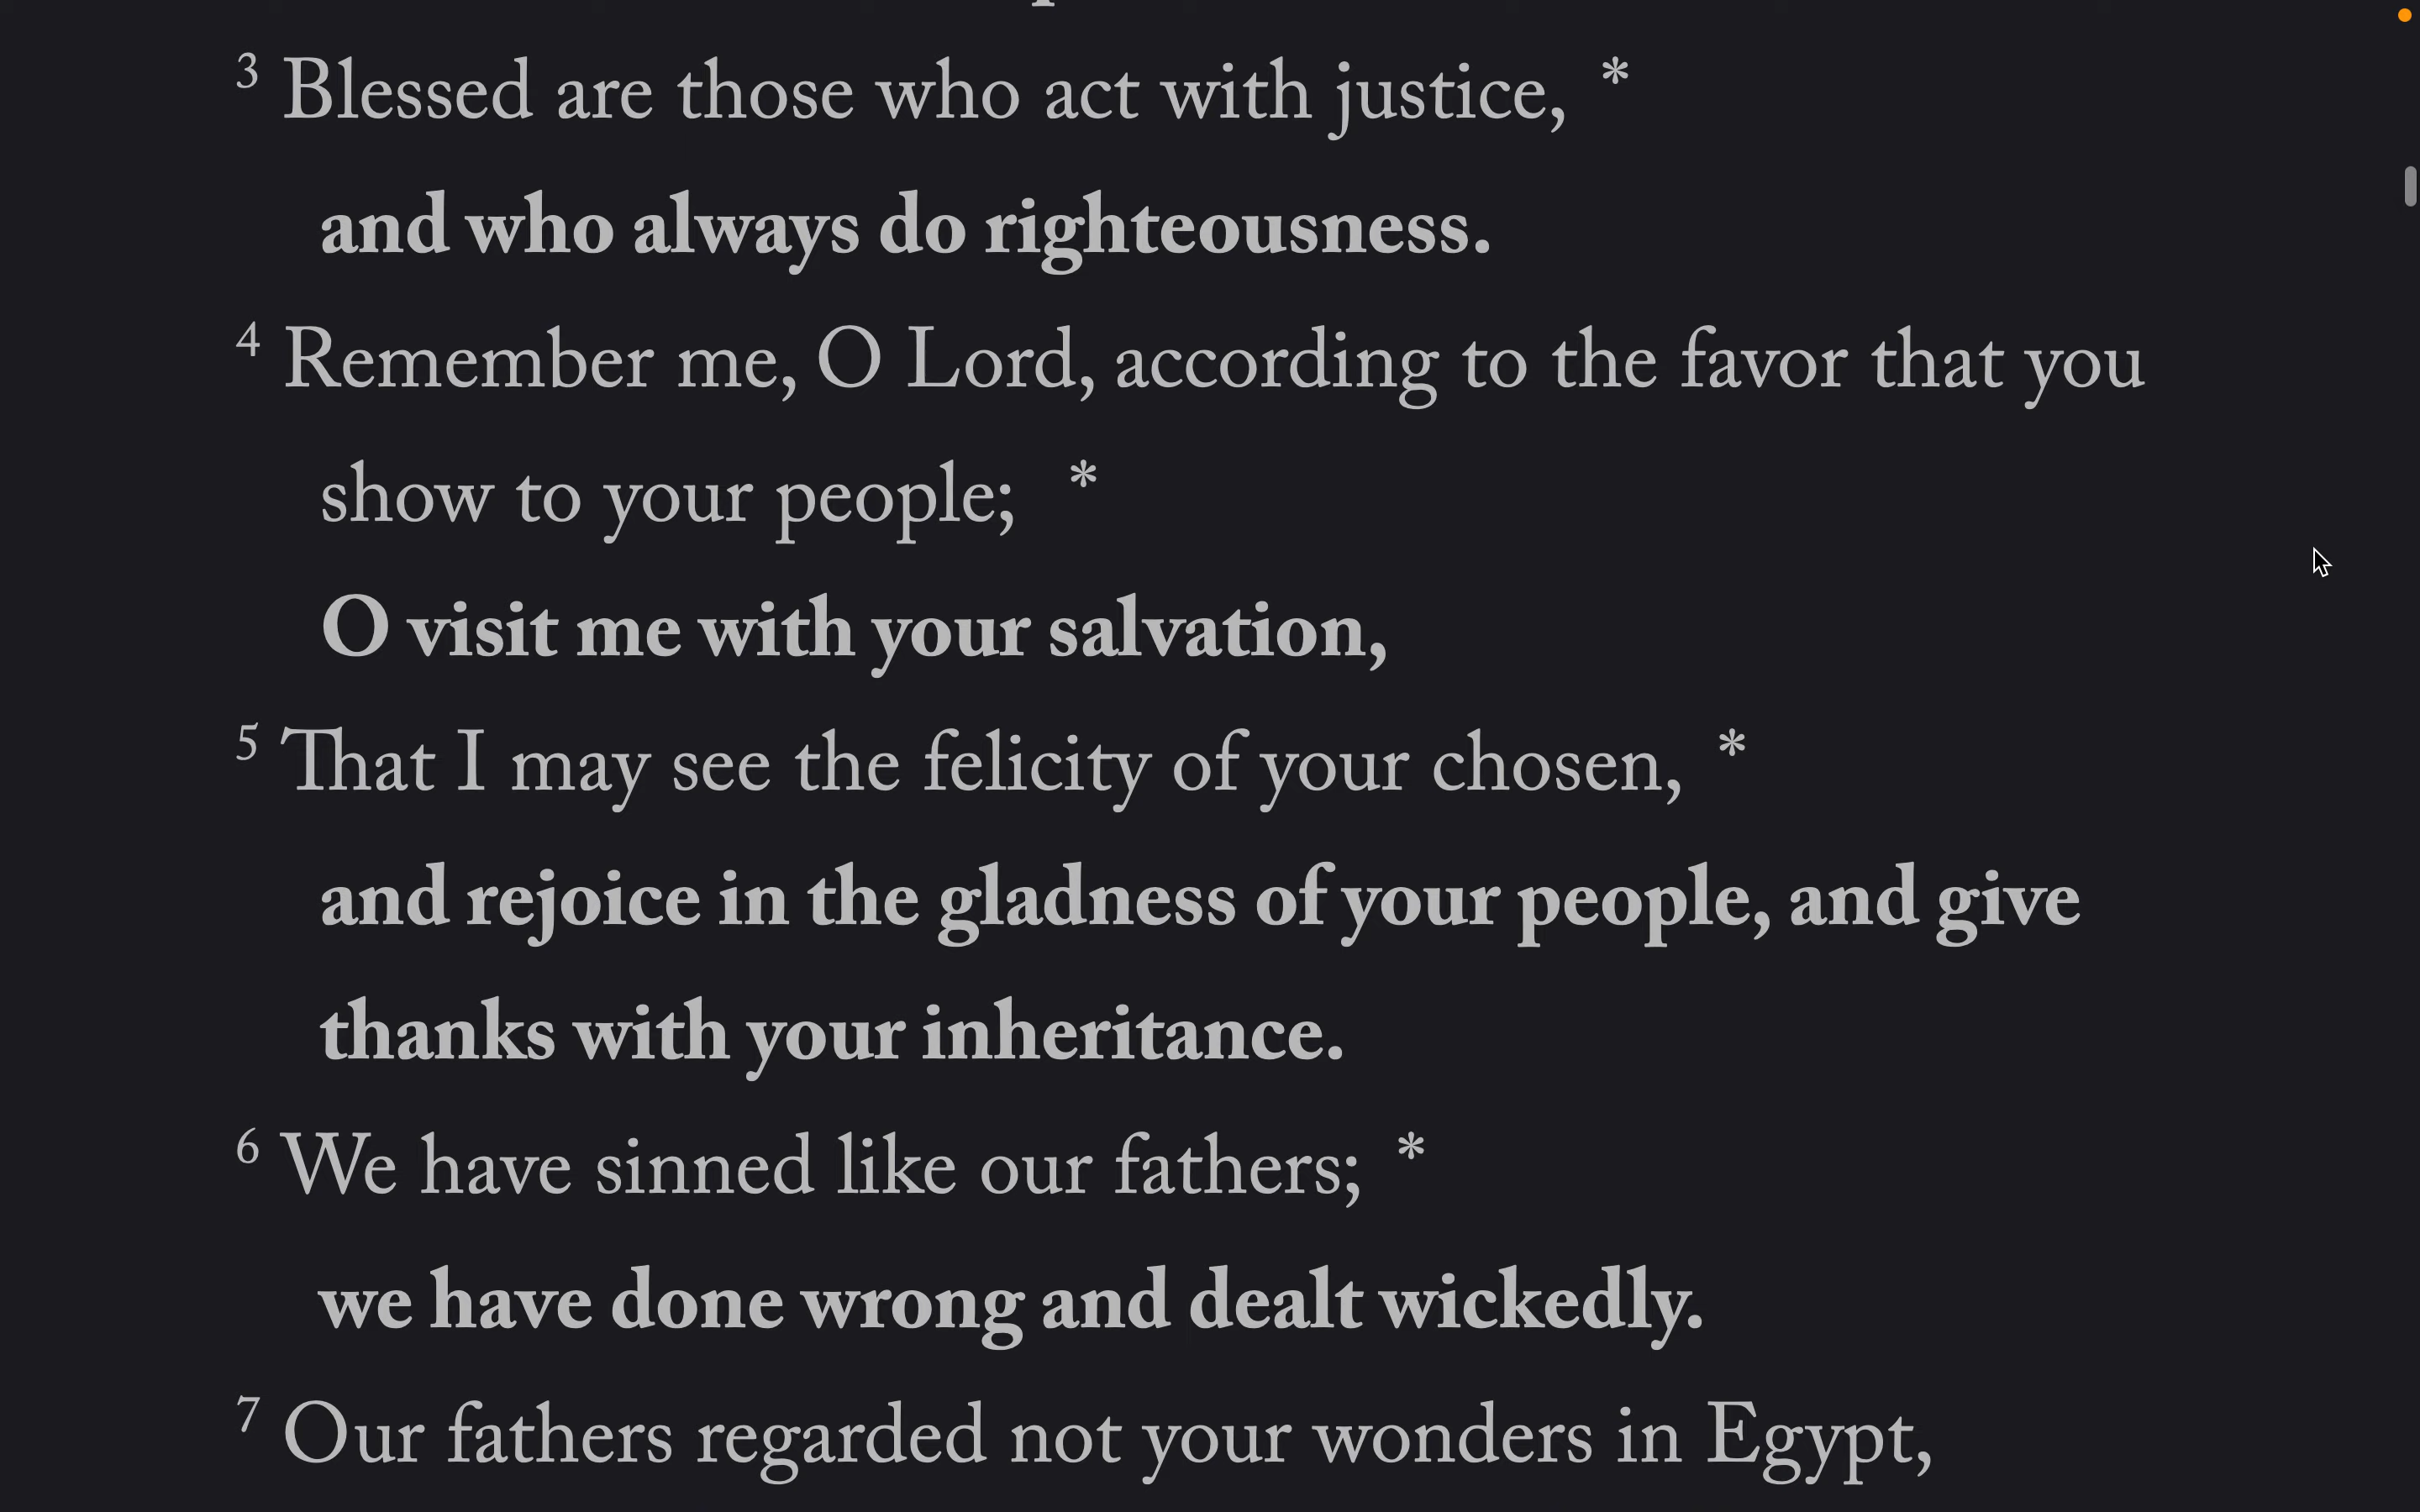 3 Blessed are those who act with justice, *
and who always do righteousness.
4 Remember me, O Lord, according to the favor that you
show to your people; *
O visit me with your salvation,
5 That I may see the felicity of your chosen, *
and rejoice in the gladness of your people, and give
thanks with your inheritance.
6 We have sinned like our fathers; *
we have done wrong and dealt wickedly.
7 Our fathers regarded not your wonders in Egypt,